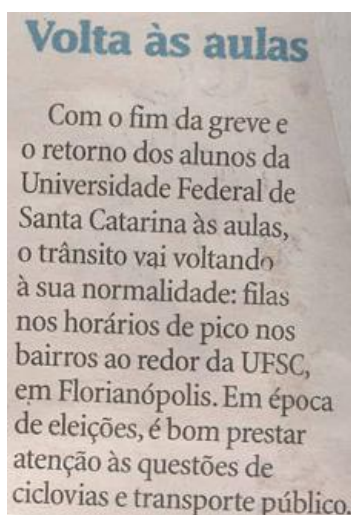 Volta às aulas
Com o fim da greve e
o retorno dos alunos da
Universidade Federal de
Santa Catarina às aulas,
o trânsito vai voltando
à sua normalidade: filas
nos horários de pico nos
bairros ao redor da UFSC,
em Florianópolis. Em época
de eleições, é bom prestar
atenção às questões de
ciclovias e transporte público.